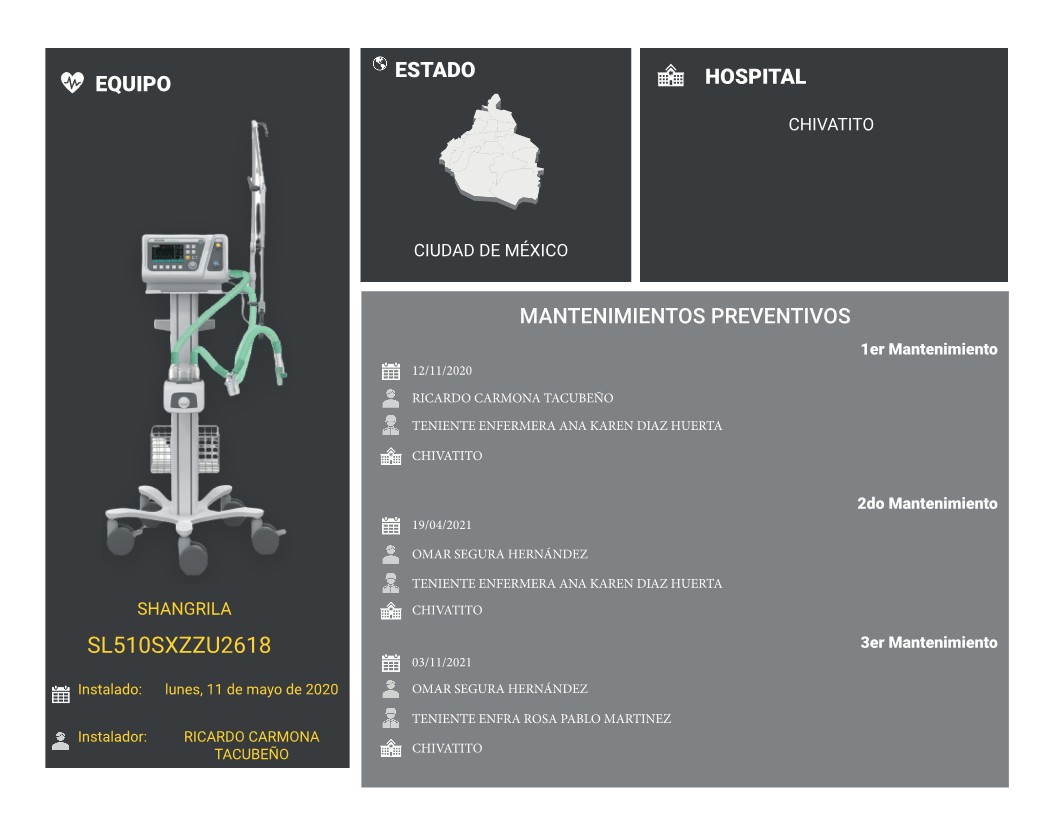 EQUIPO
SHANGRILA
SL510SXZZU2618
Instalado: lunes, 11 de mayo de 2020
Instalador: RICARDO CARMONA
TACUBEÑO
ESTADO
CIUDAD DE MÉXICO
HOSPITAL
CHIVATITO
MANTENIMIENTOS PREVENTIVOS
1er Mantenimiento
12/11/2020
RICARDO CARMONA TACUBEÑO
TENIENTE ENFERMERA ANA KAREN DIAZ HUERTA
CHIVATITO
2do Mantenimiento
19/04/2021
OMAR SEGURA HERNÁNDEZ
TENIENTE ENFERMERA ANA KAREN DIAZ HUERTA
CHIVATITO
3er Mantenimiento
03/11/2021
OMAR SEGURA HERNÁNDEZ
TENIENTE ENFRA ROSA PABLO MARTINEZ
CHIVATITO